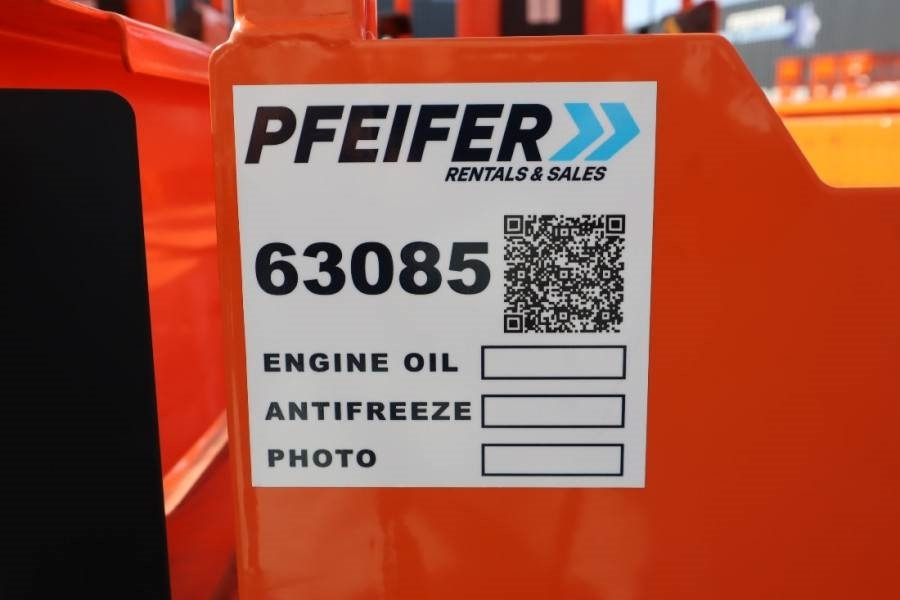 PFEIFER
RENTALS & SALES
63085
ENGINE OIL
ANTIFREEZE
PHOTO